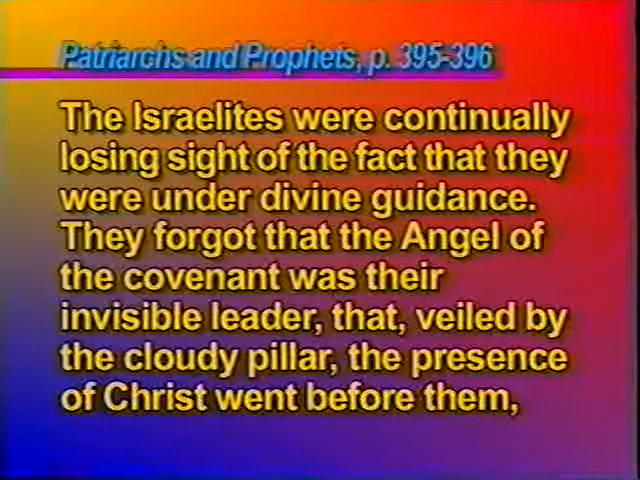 Patriarchs and Prophets, p. 395-396
The Israelites were continually
losing sight of the fact that they
were under divine guidance.
They forgot that the Angel of
the covenant was their
invisible leader, that, veiled by
the cloudy pillar, the presence
of Christ went before them,